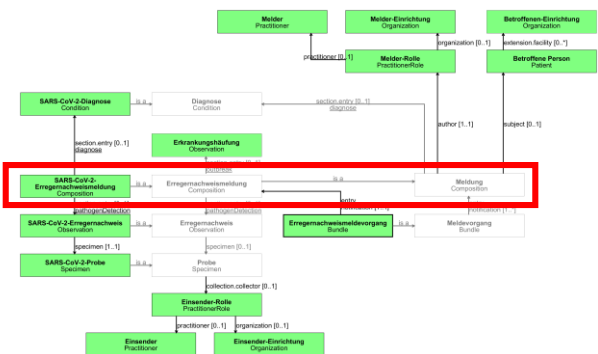 Melder
Practitioner
Melder-Einrichtung
Organization
Betroffenen-Einrichtung
Organization
organization [0..1]
extension.facility [0..*]
practitioner [0..1]
Melder-Rolle
PractitionerRole
Betroffene Person
Patient
SARS-CoV-2-Diagnose
Condition
is a
Diagnose
Condition
section.entry [0..1]
diagnose
author [1..1]
subject [0..1]
section.entry [0..1]
diagnose
Erkrankungshäufung
Observation
outbreak
SARS-CoV-2-
Erregernachweismeldung
Composition
is a
Erregernachweismeldung
Composition
is a
Meldung
Composition
pathogenDetection
pathogenDetection
entry
SARS-CoV-2-Erregernachweis
Observation
is a
Erregernachweis
Observation
Erregernachweismeldevorgang
Bundle
is a
Meldevorgang
Bundle
specimen [1..1]
specimen [0..1]
SARS-CoV-2-Probe
Specimen
is a
Probe
Specimen
collection.collector [0..1]
Einsender-Rolle
PractitionerRole
practitioner [0..1]
organization [0..1]
Einsender
Practitioner
Einsender-Einrichtung
Organization